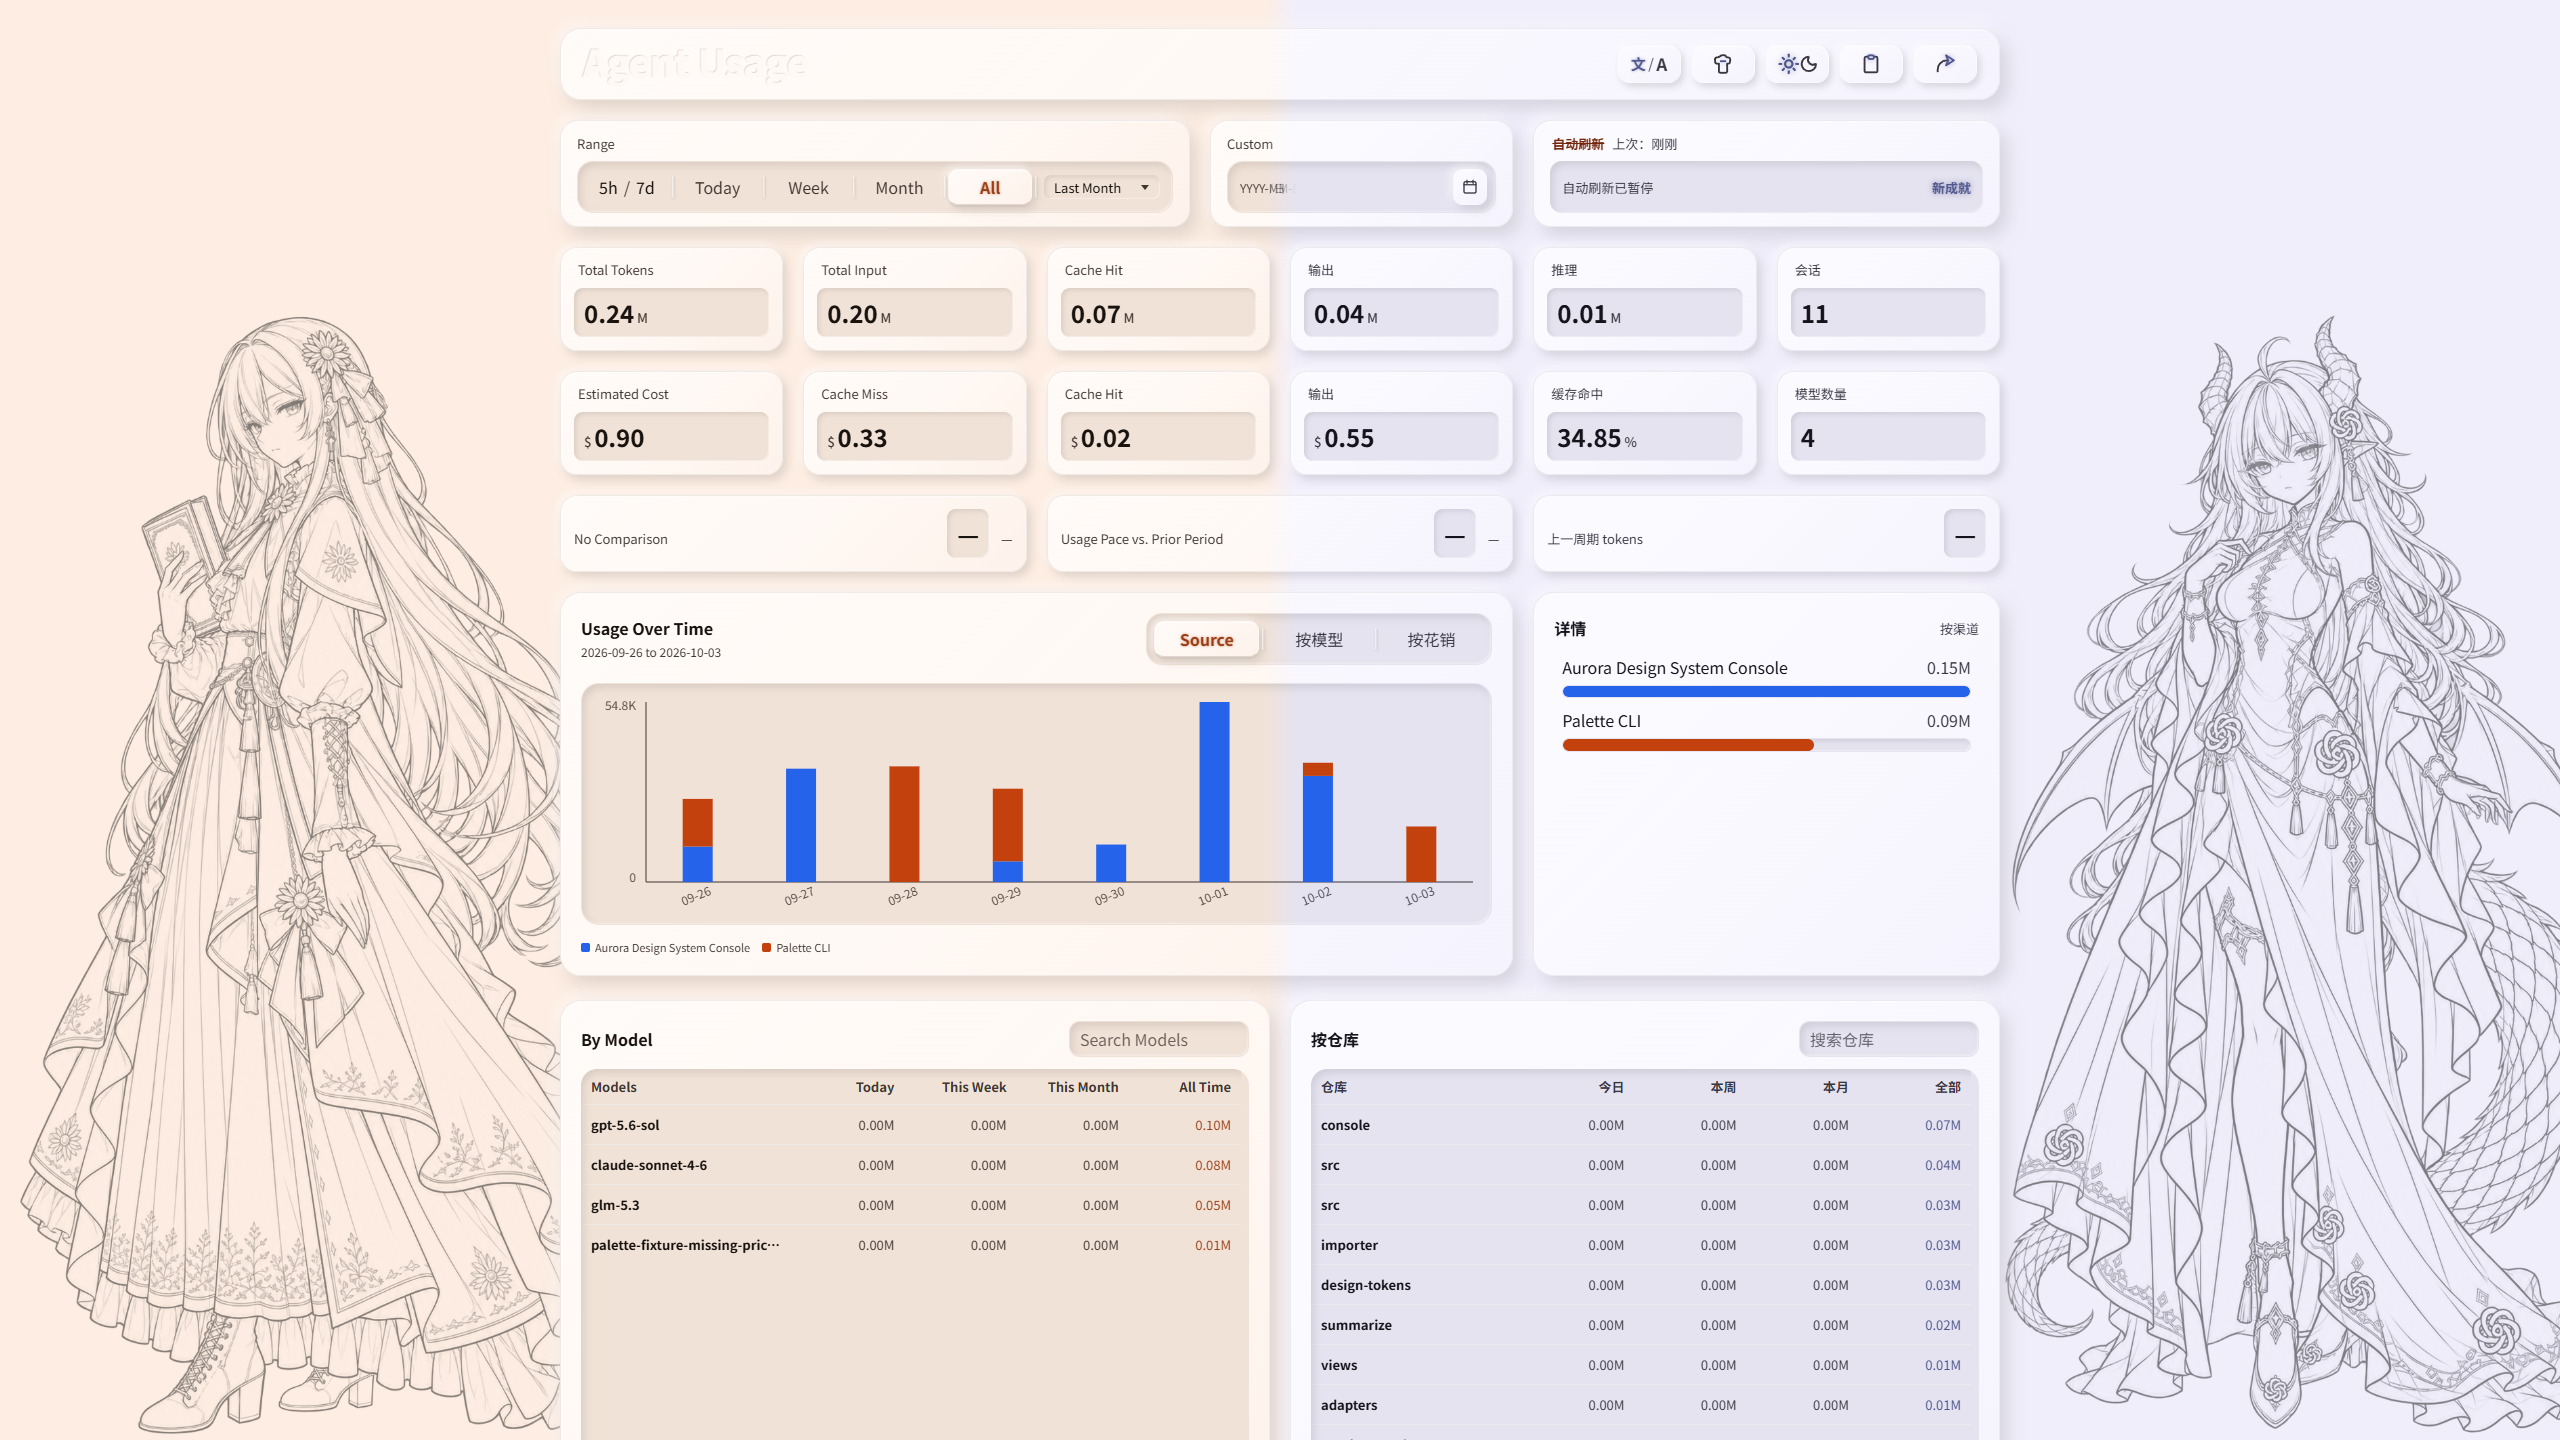 Agent Usage
文/A
Range
5h / 7d
Today
Week
Month
All
Last Month
Custom
自动刷新 上次：刚刚
自动刷新已暂停
新成就
Total Tokens
0.24 M
Total Input
0.20 M
Cache Hit
0.07 M
输出
0.04 M
推理
0.01 M
会话
11
Estimated Cost
$ 0.90
Cache Miss
$ 0.33
Cache Hit
$ 0.02
输出
$ 0.55
缓存命中
34.85 %
模型数量
4
No Comparison
— —
Usage Pace vs. Prior Period
— —
上一周期 tokens
—
Usage Over Time
2026-09-26 to 2026-10-03
Source
按模型
按花销
54.8K
0
09-26
09-27
09-28
09-29
09-30
10-01
10-02
10-03
Aurora Design System Console
Palette CLI
详情
按渠道
Aurora Design System Console 0.15M
Palette CLI 0.09M
By Model
Search Models
Models Today This Week This Month All Time
gpt-5.6-sol 0.00M 0.00M 0.00M 0.10M
claude-sonnet-4-6 0.00M 0.00M 0.00M 0.08M
glm-5.3 0.00M 0.00M 0.00M 0.05M
palette-fixture-missing-pric… 0.00M 0.00M 0.00M 0.01M
按仓库
搜索仓库
仓库 今日 本周 本月 全部
console 0.00M 0.00M 0.00M 0.07M
src 0.00M 0.00M 0.00M 0.04M
src 0.00M 0.00M 0.00M 0.03M
importer 0.00M 0.00M 0.00M 0.03M
design-tokens 0.00M 0.00M 0.00M 0.03M
summarize 0.00M 0.00M 0.00M 0.02M
views 0.00M 0.00M 0.00M 0.01M
adapters 0.00M 0.00M 0.00M 0.01M